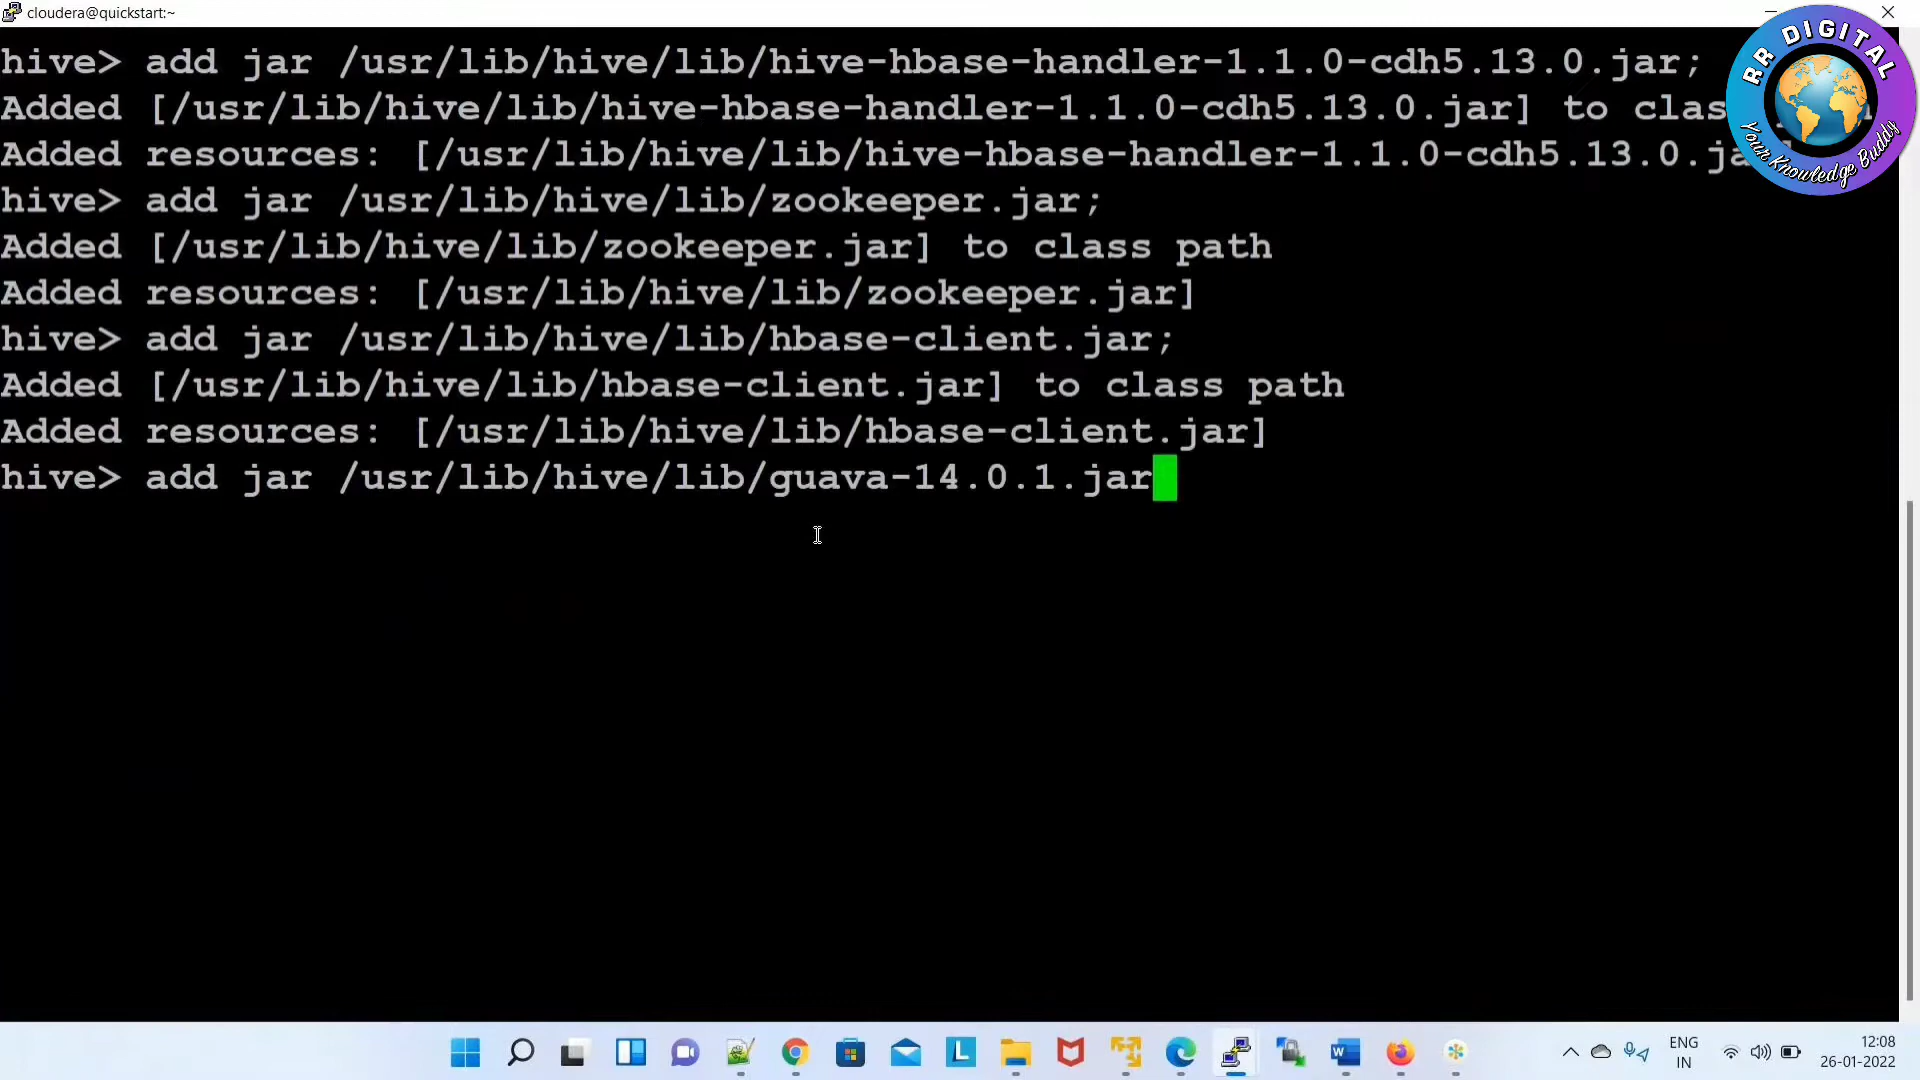 cloudera@quickstart:~
hive> add jar /usr/lib/hive/lib/hive-hbase-handler-1.1.0-cdh5.13.0.jar;
Added [/usr/lib/hive/lib/hive-hbase-handler-1.1.0-cdh5.13.0.jar] to
Added resources: [/usr/lib/hive/lib/hive-hbase-handler-1.1.0-cdh5.13.0.
hive> add jar /usr/lib/hive/lib/zookeeper.jar;
Added [/usr/lib/hive/lib/zookeeper.jar] to class path
Added resources: [/usr/lib/hive/lib/zookeeper.jar]
hive> add jar /usr/lib/hive/lib/hbase-client.jar;
Added [/usr/lib/hive/lib/hbase-client.jar] to class path
Added resources: [/usr/lib/hive/lib/hbase-client.jar]
hive> add jar /usr/lib/hive/lib/guava-14.0.1.jar
RR DIGITAL
Your Knowledge Buddy
ENG
IN
12:08
26-01-2022